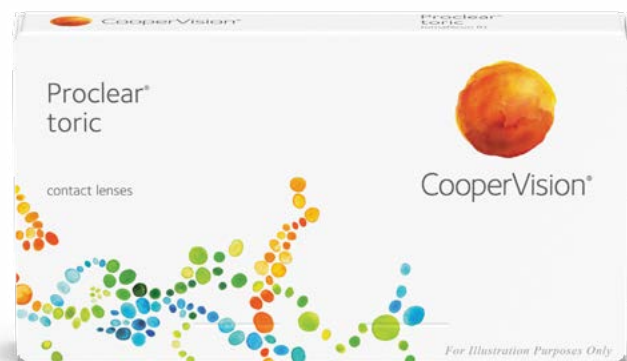 CooperVision®
Proclear®
toric
Proclear®
toric
contact lenses
CooperVision®
For Illustration Purposes Only